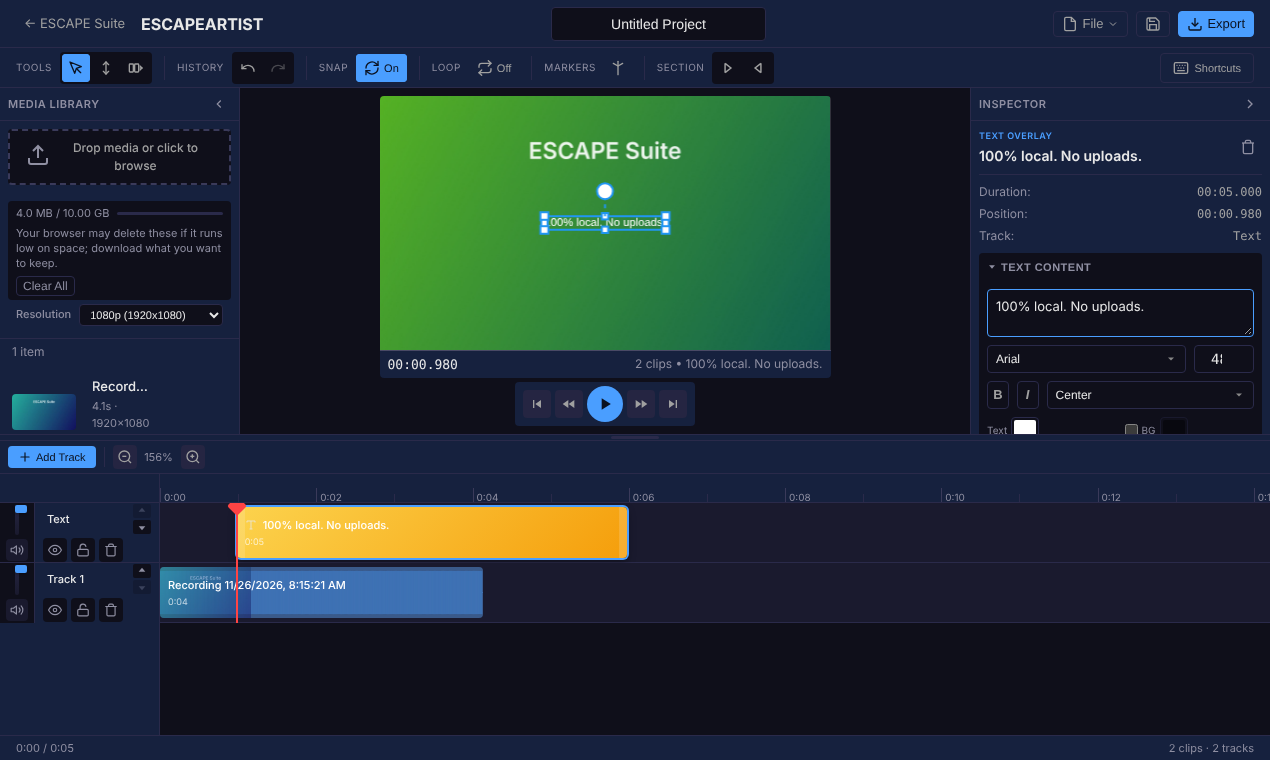 ← ESCAPE Suite
ESCAPEARTIST
Untitled Project
File
Export
TOOLS
HISTORY
SNAP
On
LOOP
Off
MARKERS
SECTION
Shortcuts
MEDIA LIBRARY
Drop media or click to
browse
4.0 MB / 10.00 GB
Your browser may delete these if it runs
low on space; download what you want
to keep.
Clear All
Resolution
1080p (1920x1080)
1 item
Record...
4.1s ·
1920×1080
ESCAPE Suite
100% local. No uploads.
00:00.980
2 clips • 100% local. No uploads.
INSPECTOR
TEXT OVERLAY
100% local. No uploads.
Duration:
00:05.000
Position:
00:00.980
Track:
Text
TEXT CONTENT
100% local. No uploads.
Arial
B
I
Center
Text
BG
Add Track
156%
0:00
0:02
0:04
0:06
0:08
0:10
0:12
Text
T 100% local. No uploads.
0:05
Track 1
ESCAPE Suite
Recording 11/26/2026, 8:15:21 AM
0:04
0:00 / 0:05
2 clips · 2 tracks